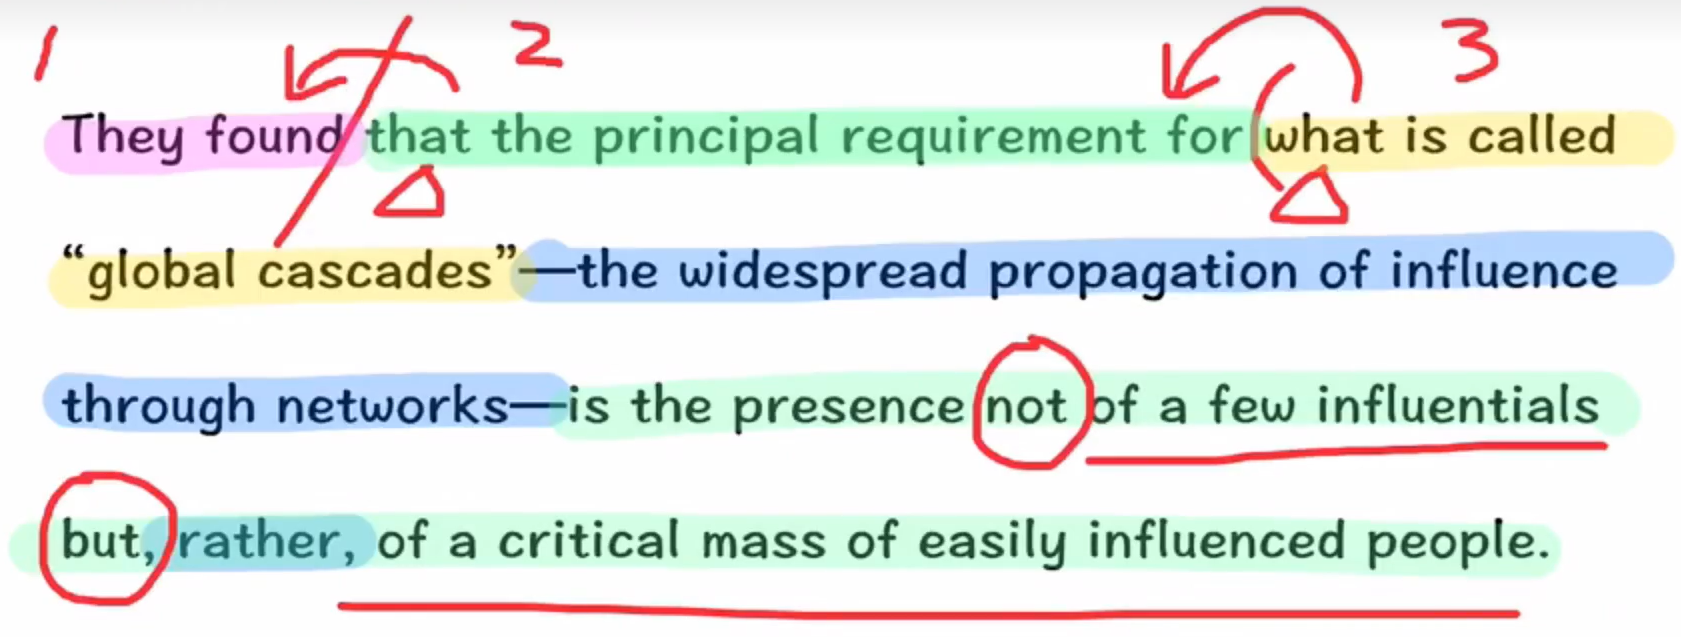 1 2 3
They found that the principal requirement for what is called
“global cascades”—the widespread propagation of influence
through networks—is the presence not of a few influentials
but, rather, of a critical mass of easily influenced people.